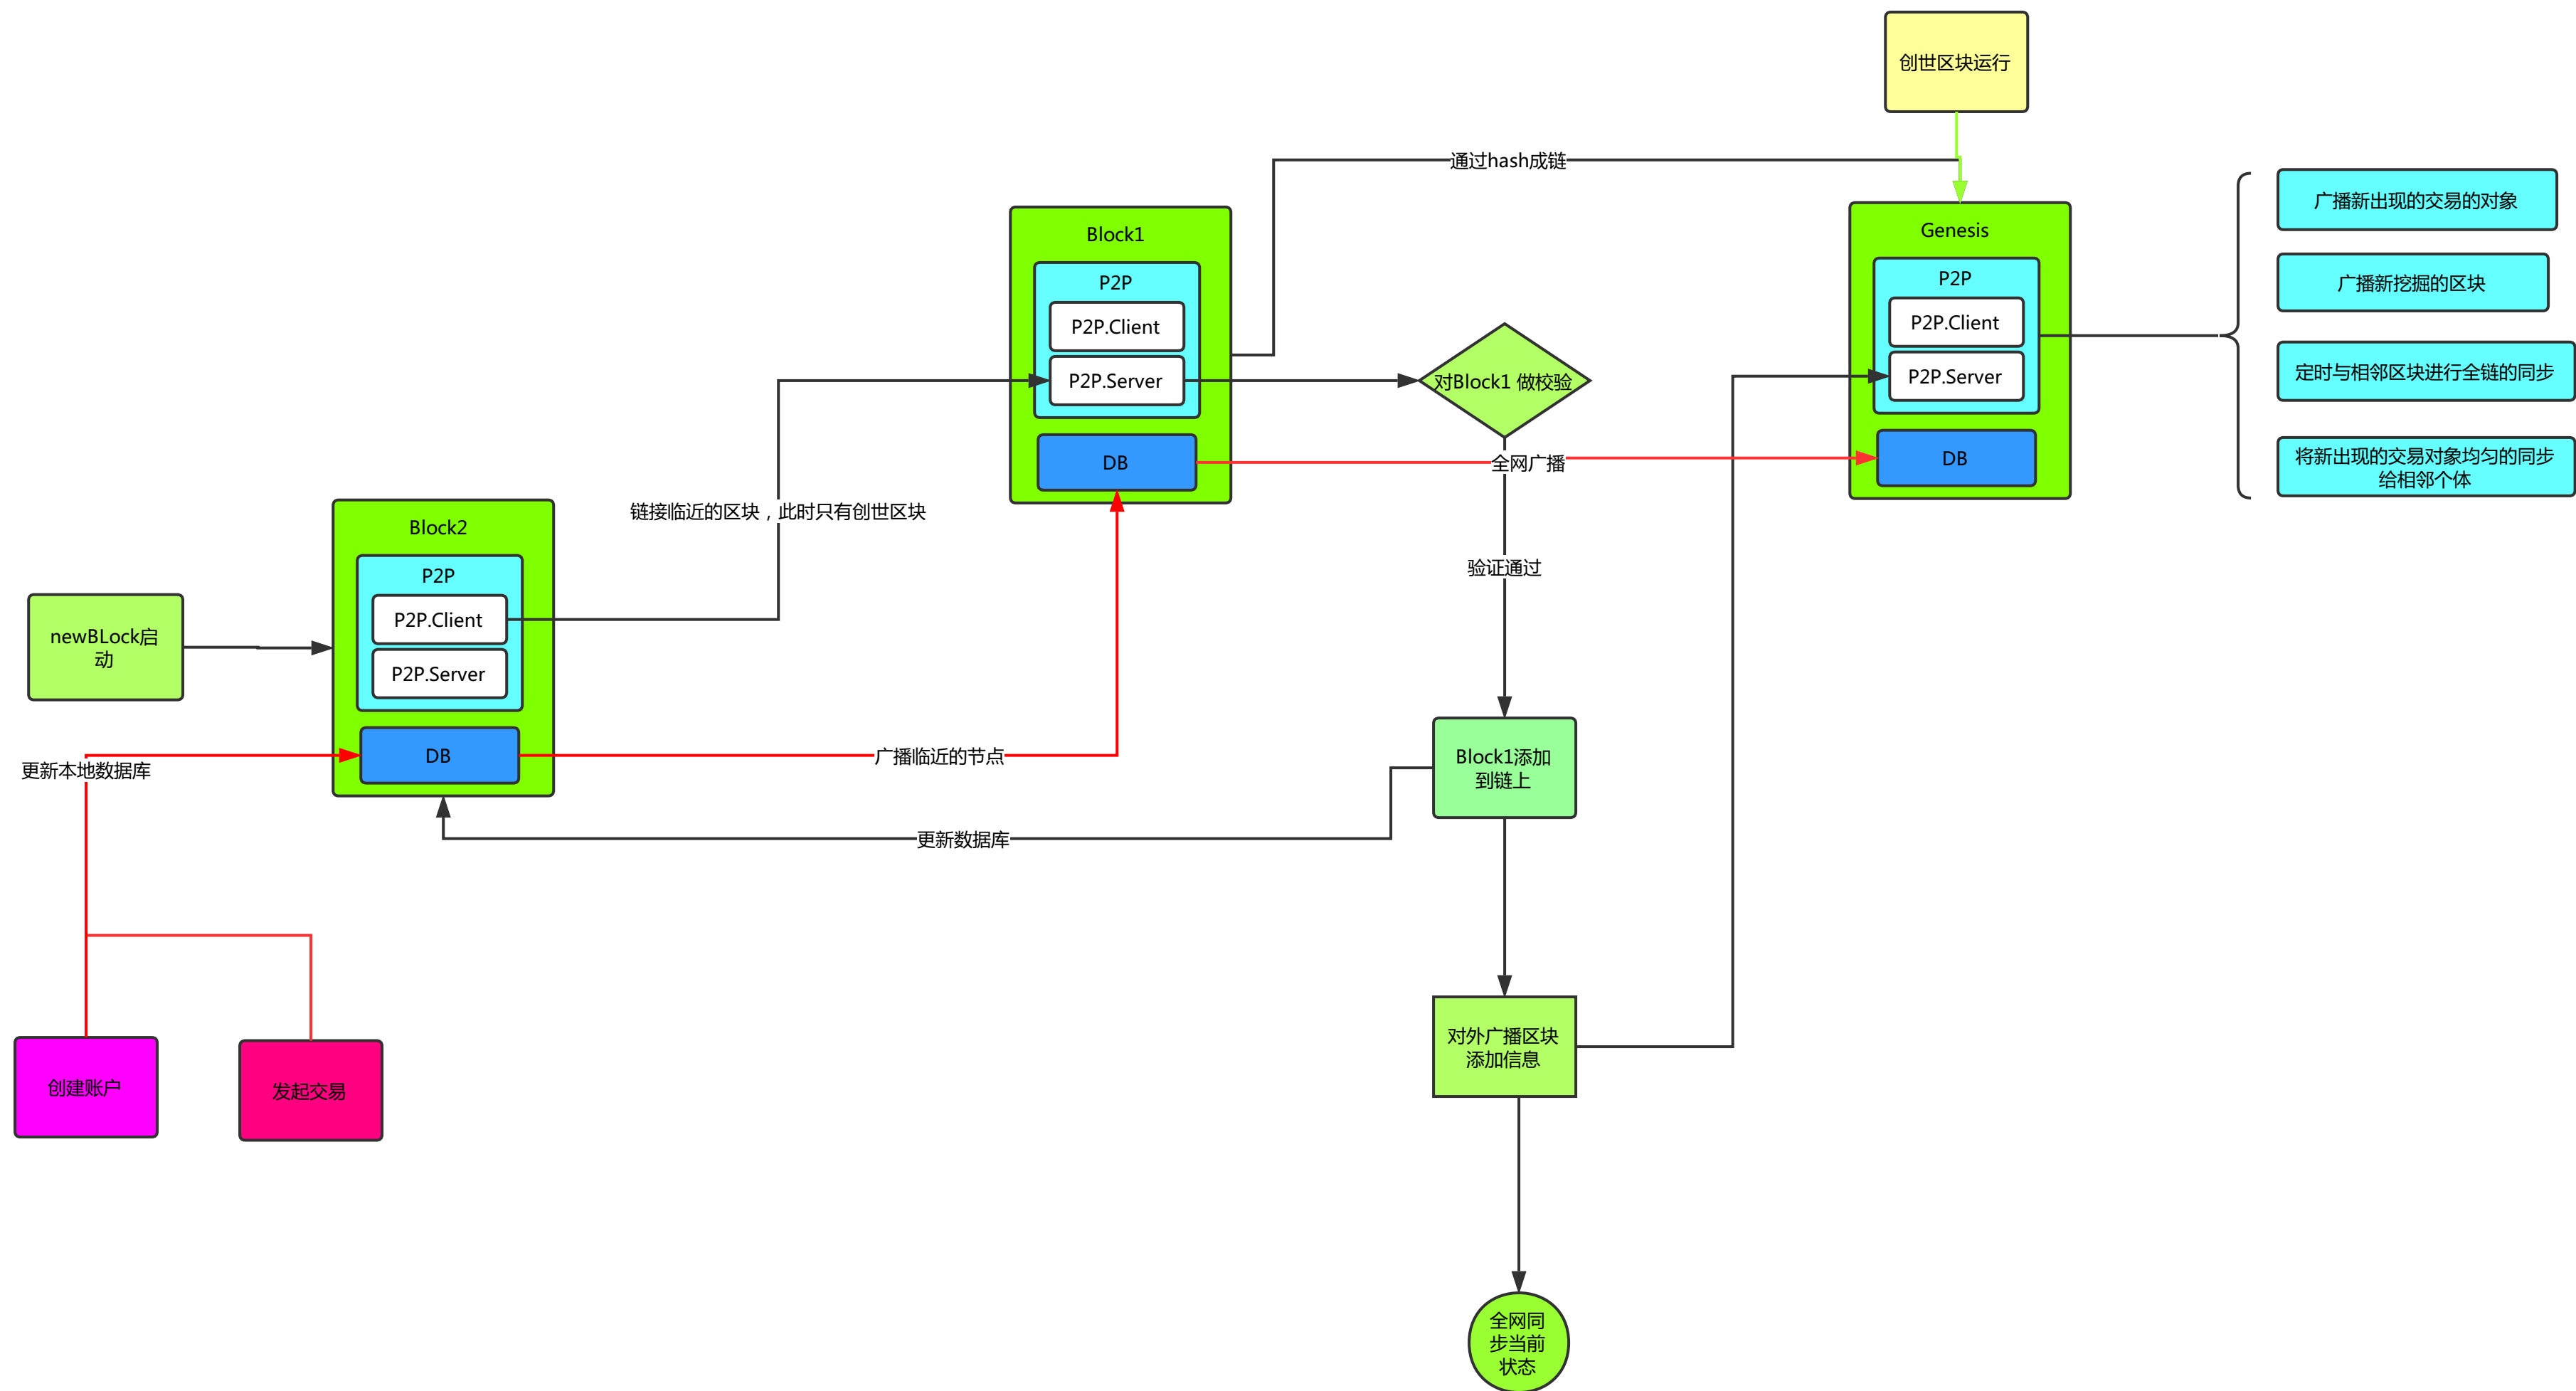 创世区块运行
通过hash成链
Block1
P2P
P2P.Client
P2P.Server
DB
Genesis
P2P
P2P.Client
P2P.Server
DB
广播新出现的交易的对象
广播新挖掘的区块
定时与相邻区块进行全链的同步
将新出现的交易对象均匀的同步
给相邻个体
对Block1 做校验
全网广播
链接临近的区块，此时只有创世区块
Block2
P2P
P2P.Client
P2P.Server
DB
newBLock启
动
验证通过
更新本地数据库
广播临近的节点
Block1添加
到链上
更新数据库
对外广播区块
添加信息
创建账户
发起交易
全网同
步当前
状态